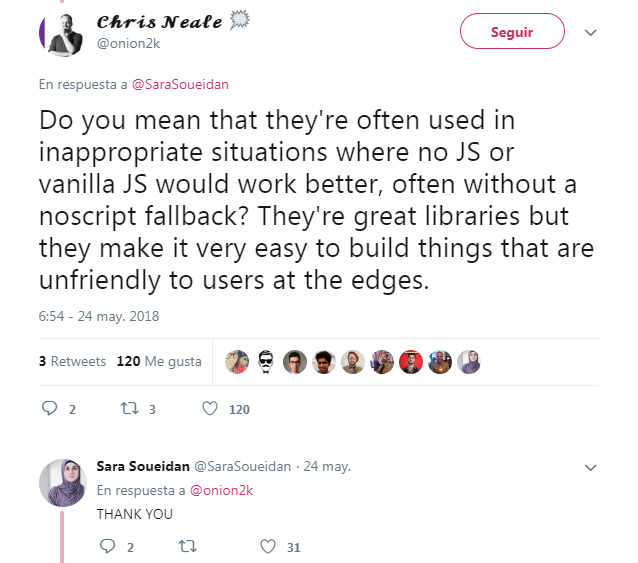 Chris Neale
@onion2k
Seguir
En respuesta a @SaraSoueidan
Do you mean that they're often used in
inappropriate situations where no JS or
vanilla JS would work better, often without a
noscript fallback? They're great libraries but
they make it very easy to build things that are
unfriendly to users at the edges.
6:54 - 24 may. 2018
3 Retweets 120 Me gusta
2 3 120
Sara Soueidan @SaraSoueidan · 24 may.
En respuesta a @onion2k
THANK YOU
2 31